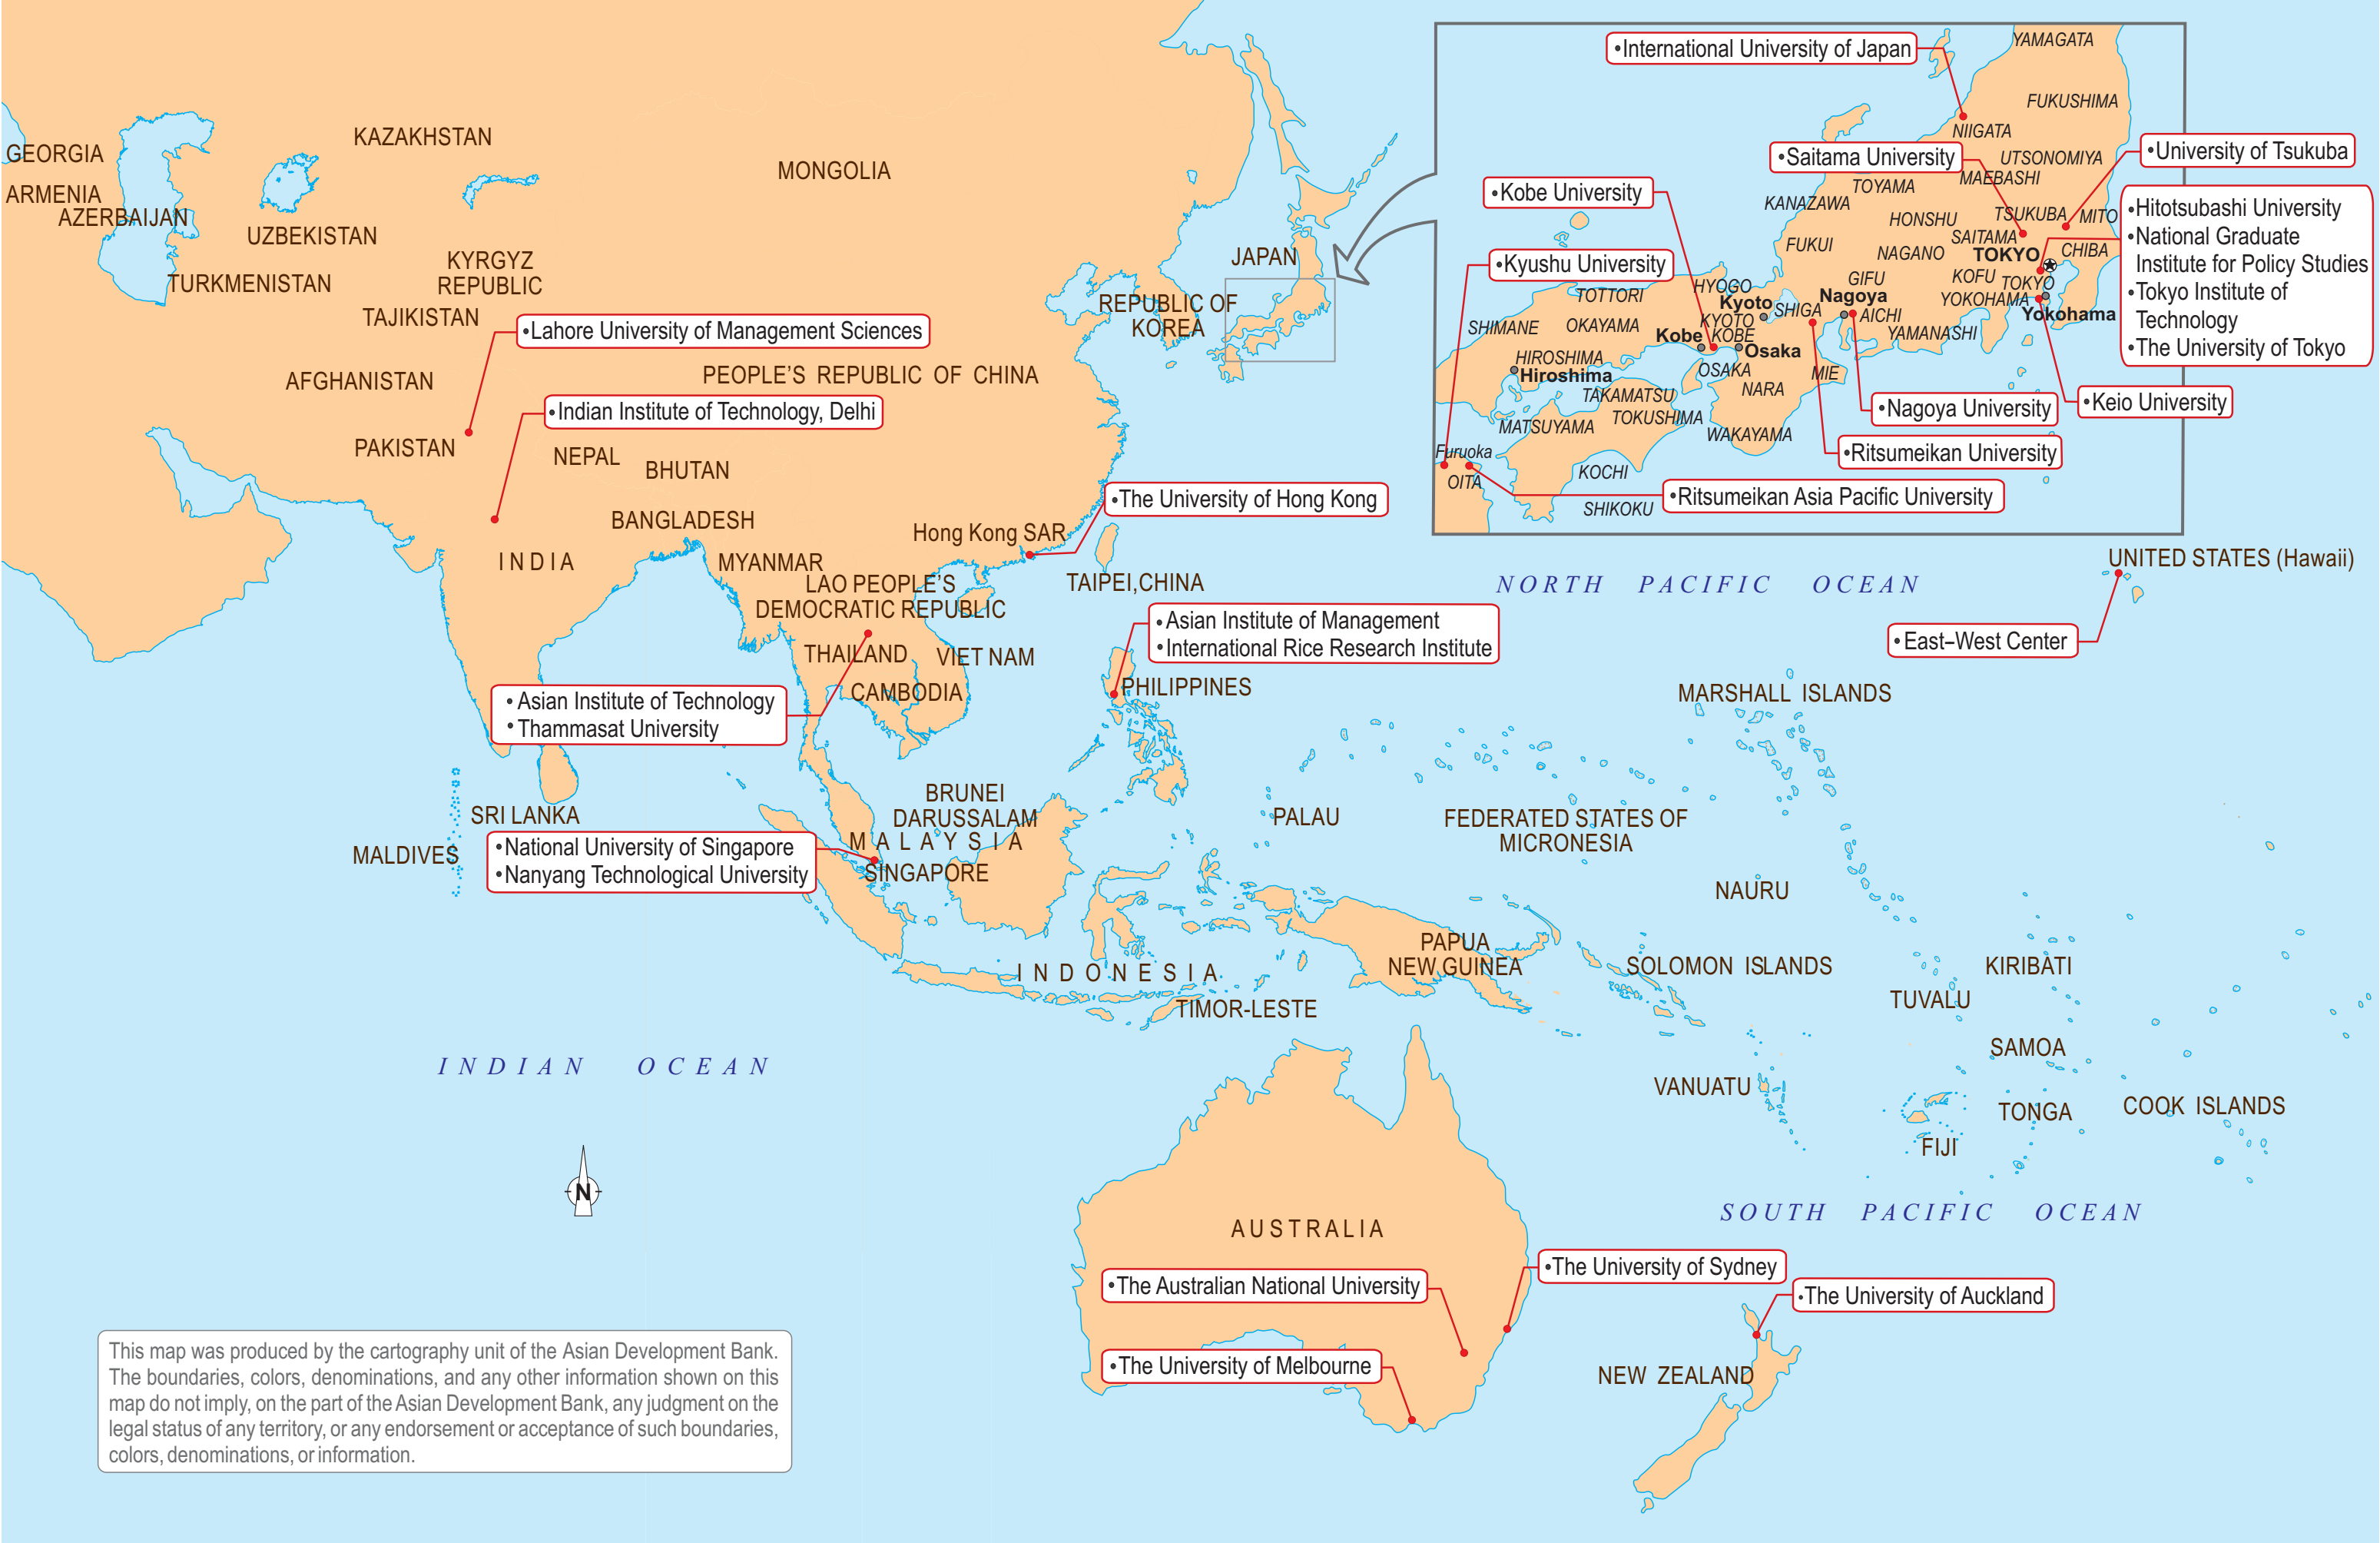 GEORGIA
ARMENIA
AZERBAIJAN
KAZAKHSTAN
UZBEKISTAN
TURKMENISTAN
KYRGYZ
REPUBLIC
TAJIKISTAN
MONGOLIA
AFGHANISTAN
PAKISTAN
•Lahore University of Management Sciences
•Indian Institute of Technology, Delhi
PEOPLE'S REPUBLIC OF CHINA
REPUBLIC OF
KOREA
JAPAN
NEPAL
BHUTAN
BANGLADESH
INDIA
MYANMAR
LAO PEOPLE'S
DEMOCRATIC REPUBLIC
Hong Kong SAR
•The University of Hong Kong
TAIPEI,CHINA
THAILAND
VIET NAM
CAMBODIA
• Asian Institute of Technology
• Thammasat University
• Asian Institute of Management
• International Rice Research Institute
PHILIPPINES
SRI LANKA
MALDIVES
BRUNEI
DARUSSALAM
MALAYSIA
SINGAPORE
•National University of Singapore
•Nanyang Technological University
INDONESIA
TIMOR-LESTE
PALAU
FEDERATED STATES OF
MICRONESIA
MARSHALL ISLANDS
NAURU
PAPUA
NEW GUINEA
SOLOMON ISLANDS
KIRIBATI
TUVALU
SAMOA
VANUATU
TONGA
COOK ISLANDS
FIJI
UNITED STATES (Hawaii)
• East–West Center
NORTH PACIFIC OCEAN
INDIAN OCEAN
SOUTH PACIFIC OCEAN
N
AUSTRALIA
•The Australian National University
•The University of Sydney
•The University of Melbourne
•The University of Auckland
NEW ZEALAND
•International University of Japan
•Saitama University
•Kobe University
•Kyushu University
•University of Tsukuba
•Hitotsubashi University
•National Graduate
Institute for Policy Studies
•Tokyo Institute of
Technology
•The University of Tokyo
•Keio University
•Nagoya University
•Ritsumeikan University
•Ritsumeikan Asia Pacific University
YAMAGATA
FUKUSHIMA
NIIGATA
UTSONOMIYA
MAEBASHI
TOYAMA
KANAZAWA
HONSHU
TSUKUBA
MITO
SAITAMA
FUKUI
NAGANO
TOKYO
CHIBA
GIFU
KOFU
TOKYO
YOKOHAMA
Yokohama
HYOGO
TOTTORI
Kyoto
SHIGA
Nagoya
AICHI
YAMANASHI
SHIMANE
OKAYAMA
KYOTO
Kobe
KOBE
Osaka
HIROSHIMA
Hiroshima
OSAKA
MIE
NARA
TAKAMATSU
TOKUSHIMA
MATSUYAMA
WAKAYAMA
Furuoka
OITA
KOCHI
SHIKOKU
This map was produced by the cartography unit of the Asian Development Bank.
The boundaries, colors, denominations, and any other information shown on this
map do not imply, on the part of the Asian Development Bank, any judgment on the
legal status of any territory, or any endorsement or acceptance of such boundaries,
colors, denominations, or information.